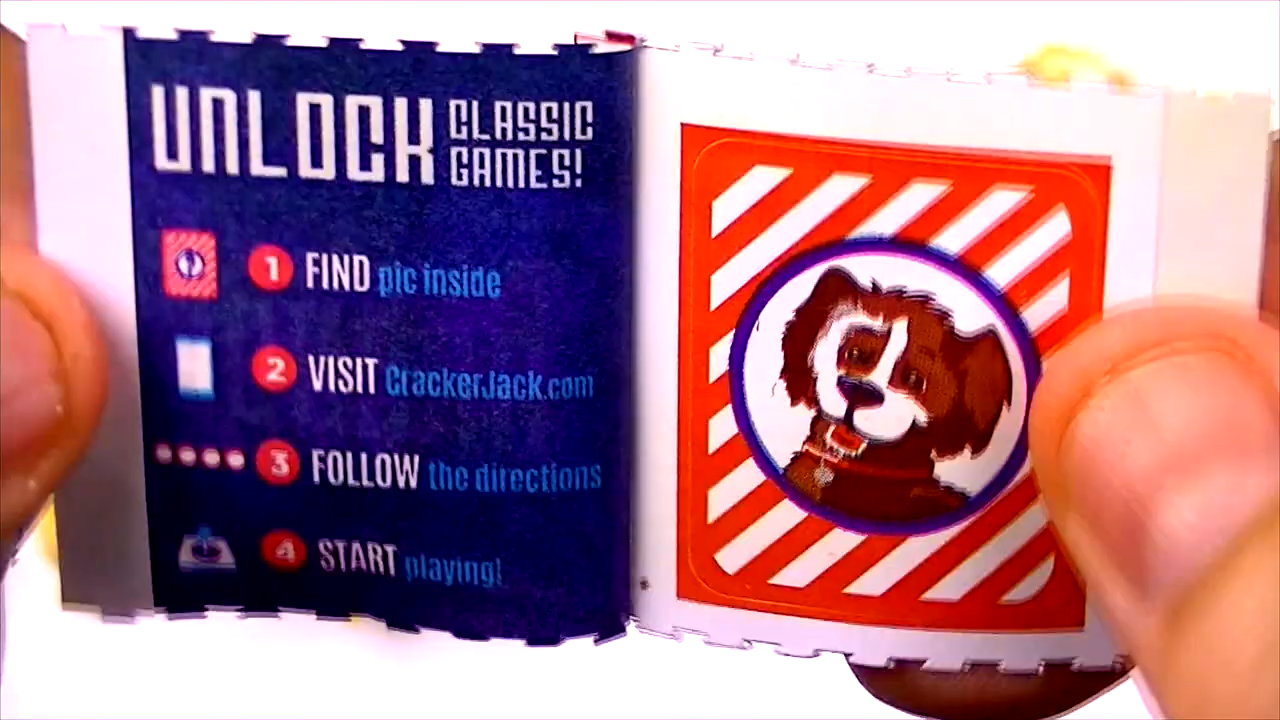 UNLOCK CLASSIC GAMES!
1 FIND pic inside
2 VISIT CrackerJack.com
3 FOLLOW the directions
4 START playing!